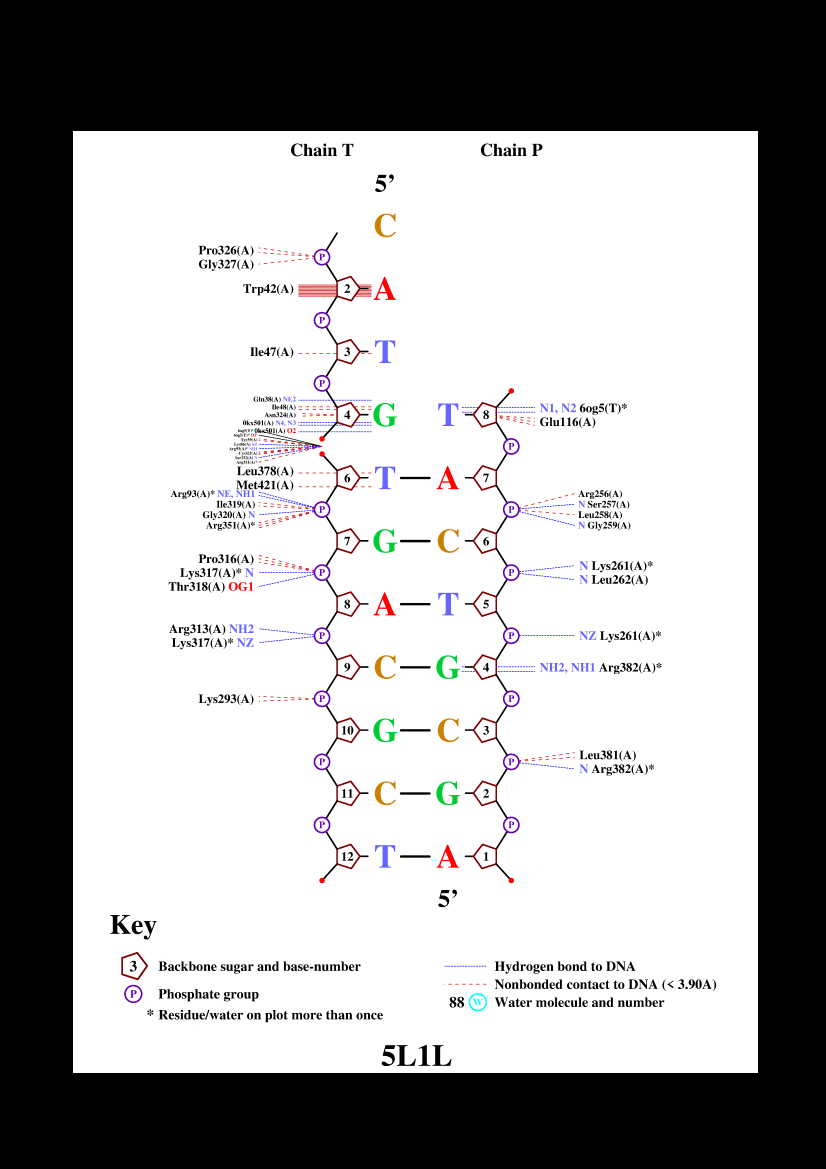 Chain T Chain P
5’
C
Pro326(A) P
Gly327(A)
Trp42(A) 2 A
P
Ile47(A) 3 T
P
Gln38(A) NE2
Ile48(A)
Asn324(A) 4 G T 8 N1, N2 6og5(T)*
0kx501(A) N4, N3 Glu116(A)
0kx501(A) O2
P
Leu378(A) 6 T A 7
Met421(A)
Arg93(A)* NE, NH1 Arg256(A)
Ile319(A) P P N Ser257(A)
Gly320(A) N Leu258(A)
Arg351(A)* N Gly259(A)
7 G C 6
Pro316(A) N Lys261(A)*
Lys317(A)* N P P N Leu262(A)
Thr318(A) OG1
8 A T 5
Arg313(A) NH2 P P NZ Lys261(A)*
Lys317(A)* NZ
9 C G 4 NH2, NH1 Arg382(A)*
Lys293(A) P P
10 G C 3
P P Leu381(A)
N Arg382(A)*
11 C G 2
P P
12 T A 1
5’
Key
3 Backbone sugar and base-number
P Phosphate group
* Residue/water on plot more than once
Hydrogen bond to DNA
Nonbonded contact to DNA (< 3.90A)
88 W Water molecule and number
5L1L